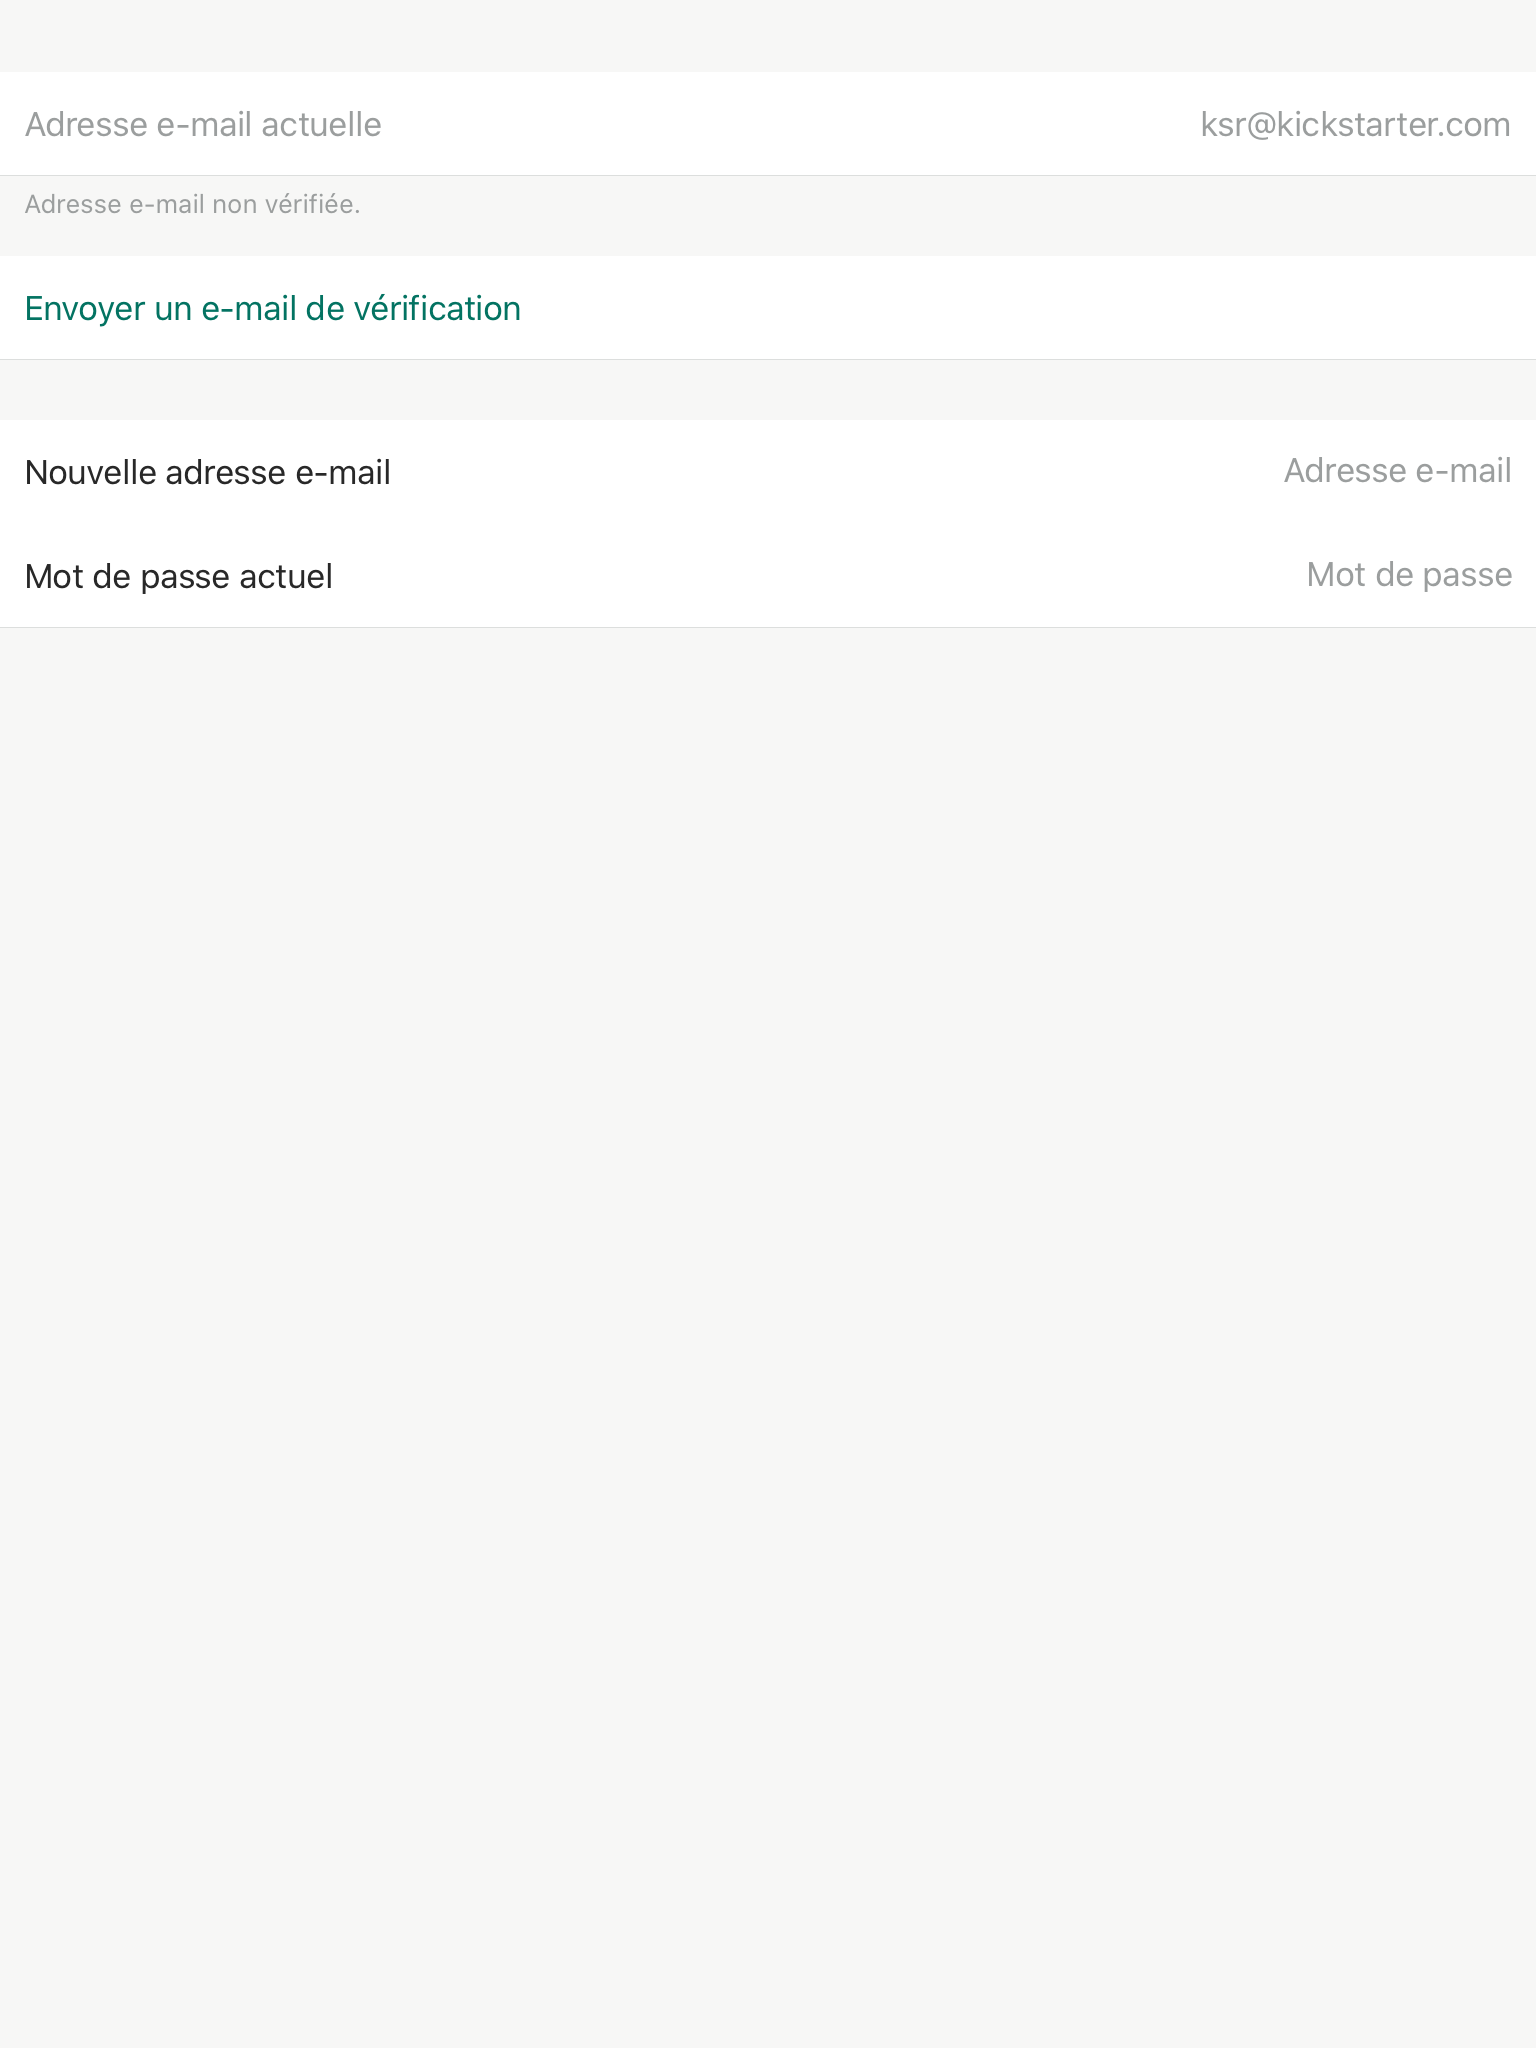 Adresse e-mail actuelle ksr@kickstarter.com
Adresse e-mail non vérifiée.
Envoyer un e-mail de vérification
Nouvelle adresse e-mail Adresse e-mail
Mot de passe actuel Mot de passe